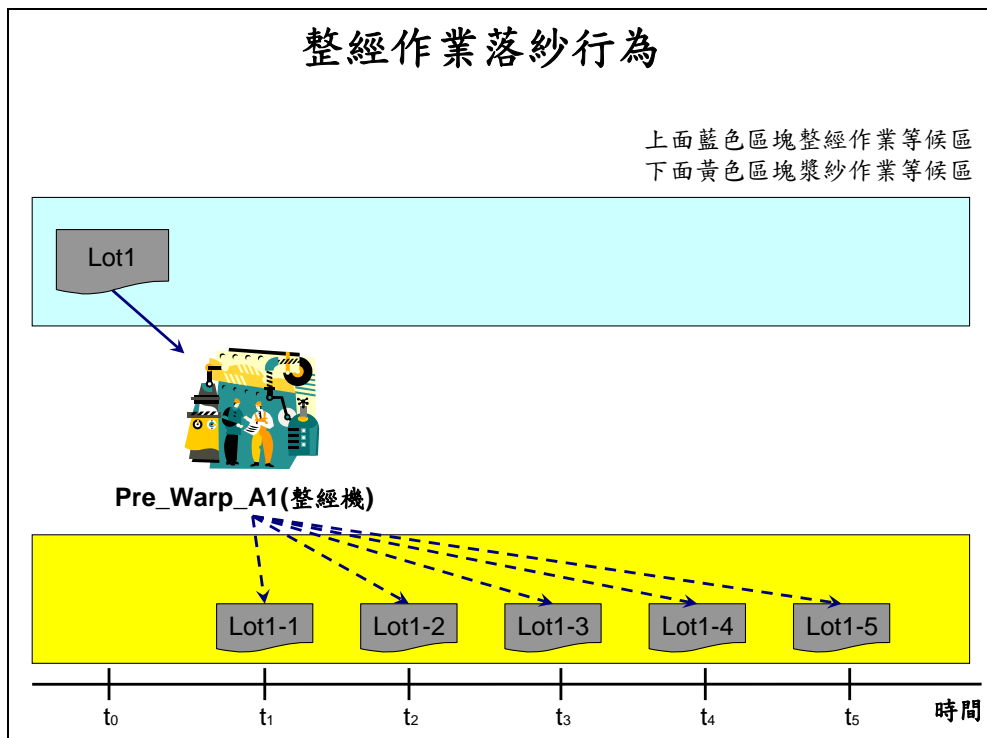 整經作業落紗行為
上面藍色區塊整經作業等候區
下面黃色區塊漿紗作業等候區
Lot1
Pre_Warp_A1(整經機)
Lot1-1 Lot1-2 Lot1-3 Lot1-4 Lot1-5
t0 t1 t2 t3 t4 t5 時間